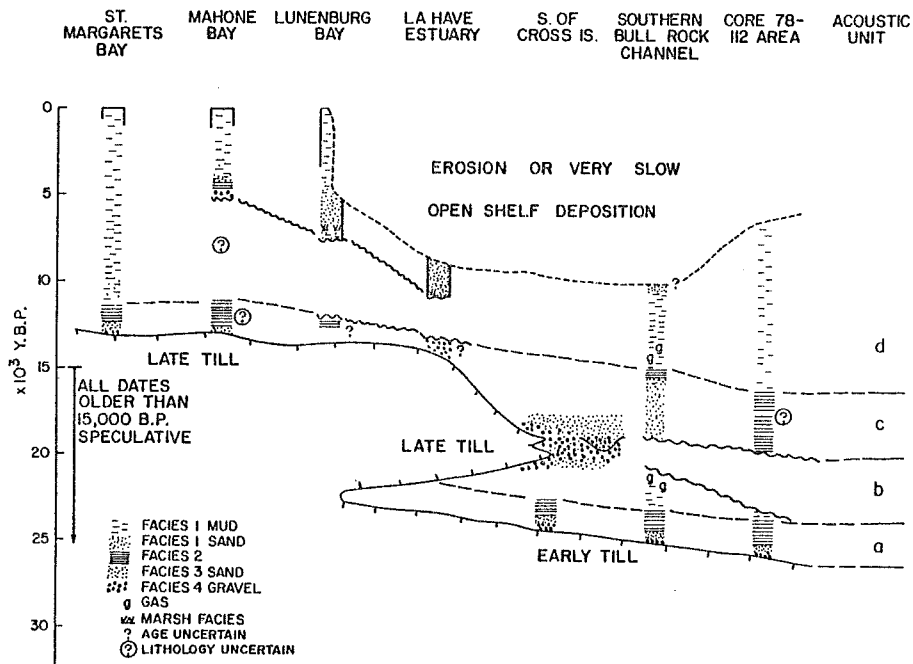 ST. MARGARETS BAY
MAHONE BAY
LUNENBURG BAY
LA HAVE ESTUARY
S. OF CROSS IS.
SOUTHERN BULL ROCK CHANNEL
CORE 78-112 AREA
ACOUSTIC UNIT
0
5
10
15
20
25
30
x10³ Y.B.P.
EROSION OR VERY SLOW
OPEN SHELF DEPOSITION
?
?
?
?
?
?
LATE TILL
ALL DATES
OLDER THAN
15,000 B.P.
SPECULATIVE
LATE TILL
EARLY TILL
g
g g
g
g g
d
c
b
a
FACIES 1 MUD
FACIES 1 SAND
FACIES 2
FACIES 3 SAND
FACIES 4 GRAVEL
g GAS
MARSH FACIES
? AGE UNCERTAIN
? LITHOLOGY UNCERTAIN